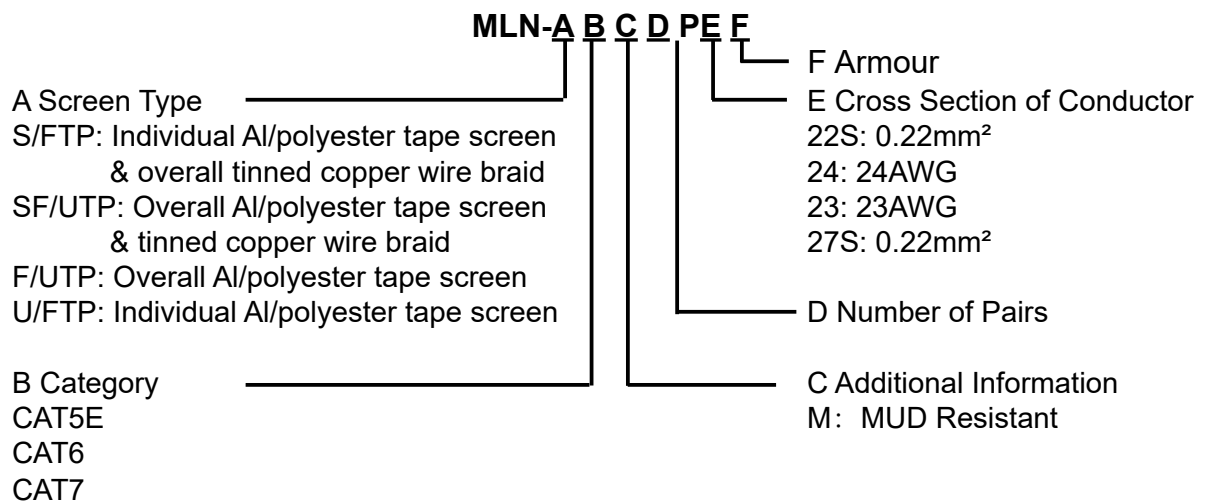 MLN-A B C D PE F
A Screen Type
S/FTP: Individual Al/polyester tape screen
& overall tinned copper wire braid
SF/UTP: Overall Al/polyester tape screen
& tinned copper wire braid
F/UTP: Overall Al/polyester tape screen
U/FTP: Individual Al/polyester tape screen
B Category
CAT5E
CAT6
CAT7
F Armour
E Cross Section of Conductor
22S: 0.22mm²
24: 24AWG
23: 23AWG
27S: 0.22mm²
D Number of Pairs
C Additional Information
M：MUD Resistant